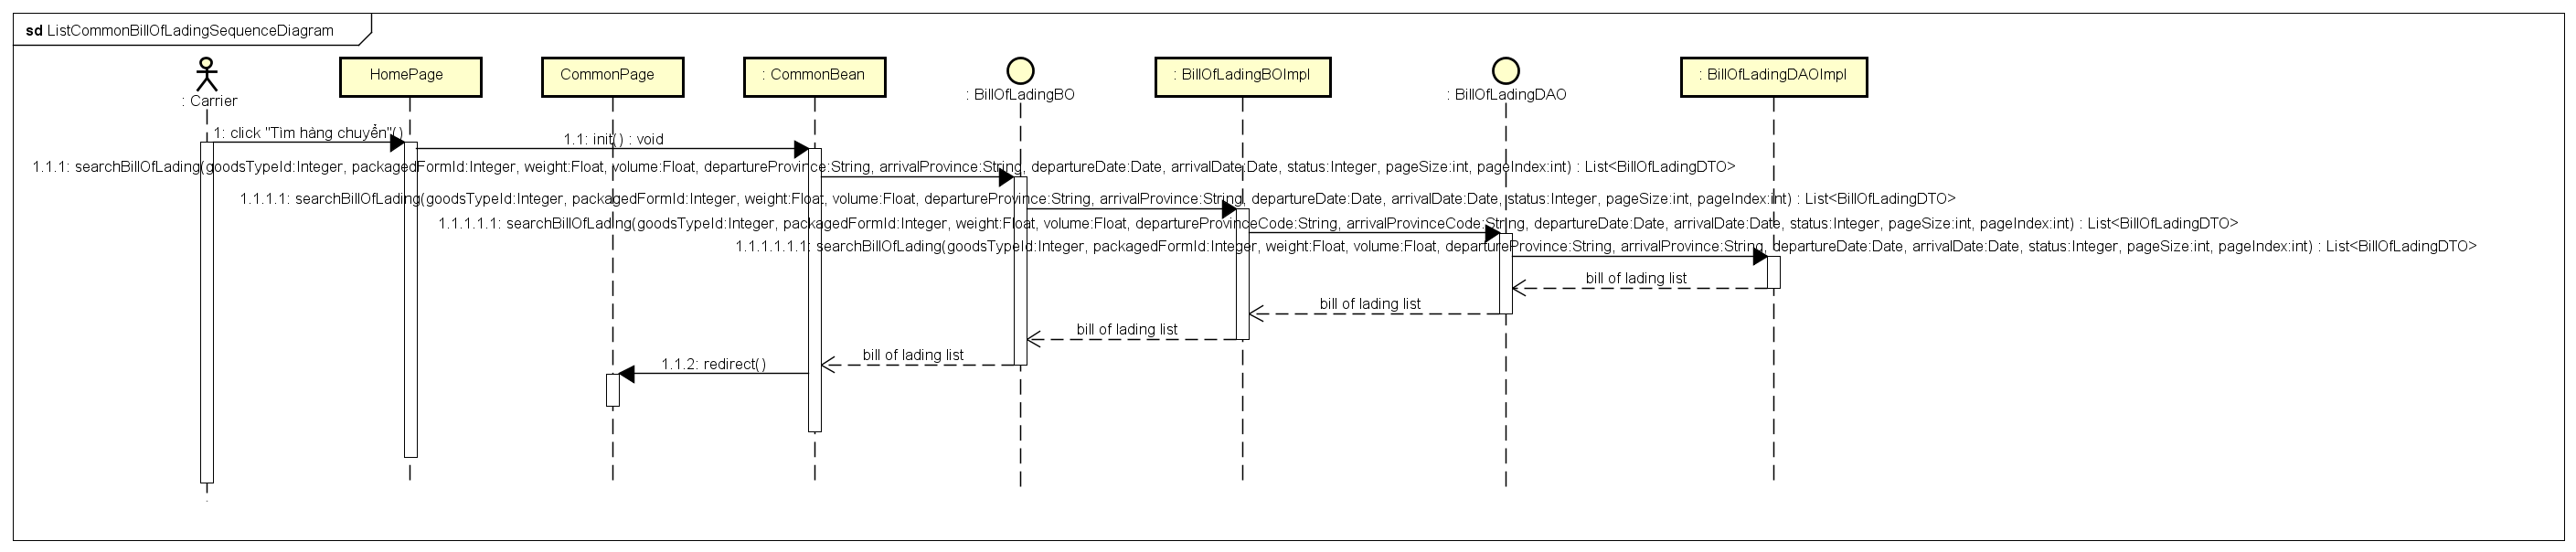 sd ListCommonBillOfLadingSequenceDiagram
: Carrier
HomePage
CommonPage
: CommonBean
: BillOfLadingBO
: BillOfLadingBOImpl
: BillOfLadingDAO
: BillOfLadingDAOImpl
1: click "Tìm hàng chuyển"()
1.1: init() : void
1.1.1: searchBillOfLading(goodsTypeId:Integer, packagedFormId:Integer, weight:Float, volume:Float, departureProvince:String, arrivalProvince:String, departureDate:Date, arrivalDate:Date, status:Integer, pageSize:int, pageIndex:int) : List<BillOfLadingDTO>
1.1.1.1: searchBillOfLading(goodsTypeId:Integer, packagedFormId:Integer, weight:Float, volume:Float, departureProvince:String, arrivalProvince:String, departureDate:Date, arrivalDate:Date, status:Integer, pageSize:int, pageIndex:int) : List<BillOfLadingDTO>
1.1.1.1.1: searchBillOfLading(goodsTypeId:Integer, packagedFormId:Integer, weight:Float, volume:Float, departureProvinceCode:String, arrivalProvinceCode:String, departureDate:Date, arrivalDate:Date, status:Integer, pageSize:int, pageIndex:int) : List<BillOfLadingDTO>
1.1.1.1.1.1: searchBillOfLading(goodsTypeId:Integer, packagedFormId:Integer, weight:Float, volume:Float, departureProvince:String, arrivalProvince:String, departureDate:Date, arrivalDate:Date, status:Integer, pageSize:int, pageIndex:int) : List<BillOfLadingDTO>
bill of lading list
bill of lading list
bill of lading list
bill of lading list
1.1.2: redirect()